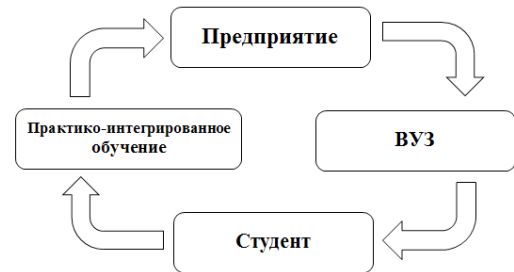 Предприятие
Практико-интегрированное
обучение
ВУЗ
Студент